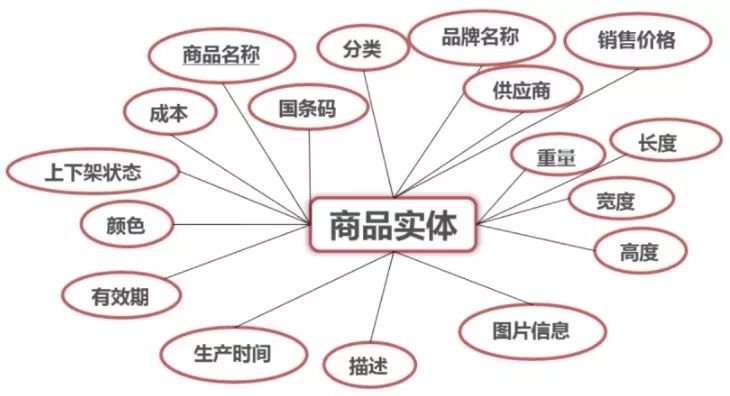 商品名称
分类
品牌名称
销售价格
成本
国条码
供应商
上下架状态
重量
长度
颜色
商品实体
宽度
高度
有效期
生产时间
描述
图片信息